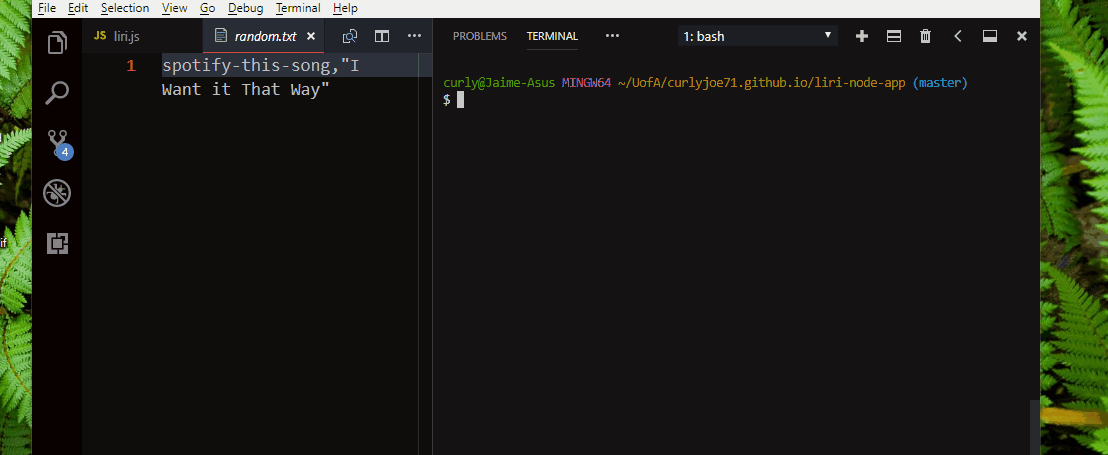 File Edit Selection View Go Debug Terminal Help
JS liri.js random.txt × ...
PROBLEMS TERMINAL ... 1: bash
1 spotify-this-song,"I
Want it That Way"
curly@Jaime-Asus MINGW64 ~/UofA/curlyjoe71.github.io/liri-node-app (master)
$
4
if